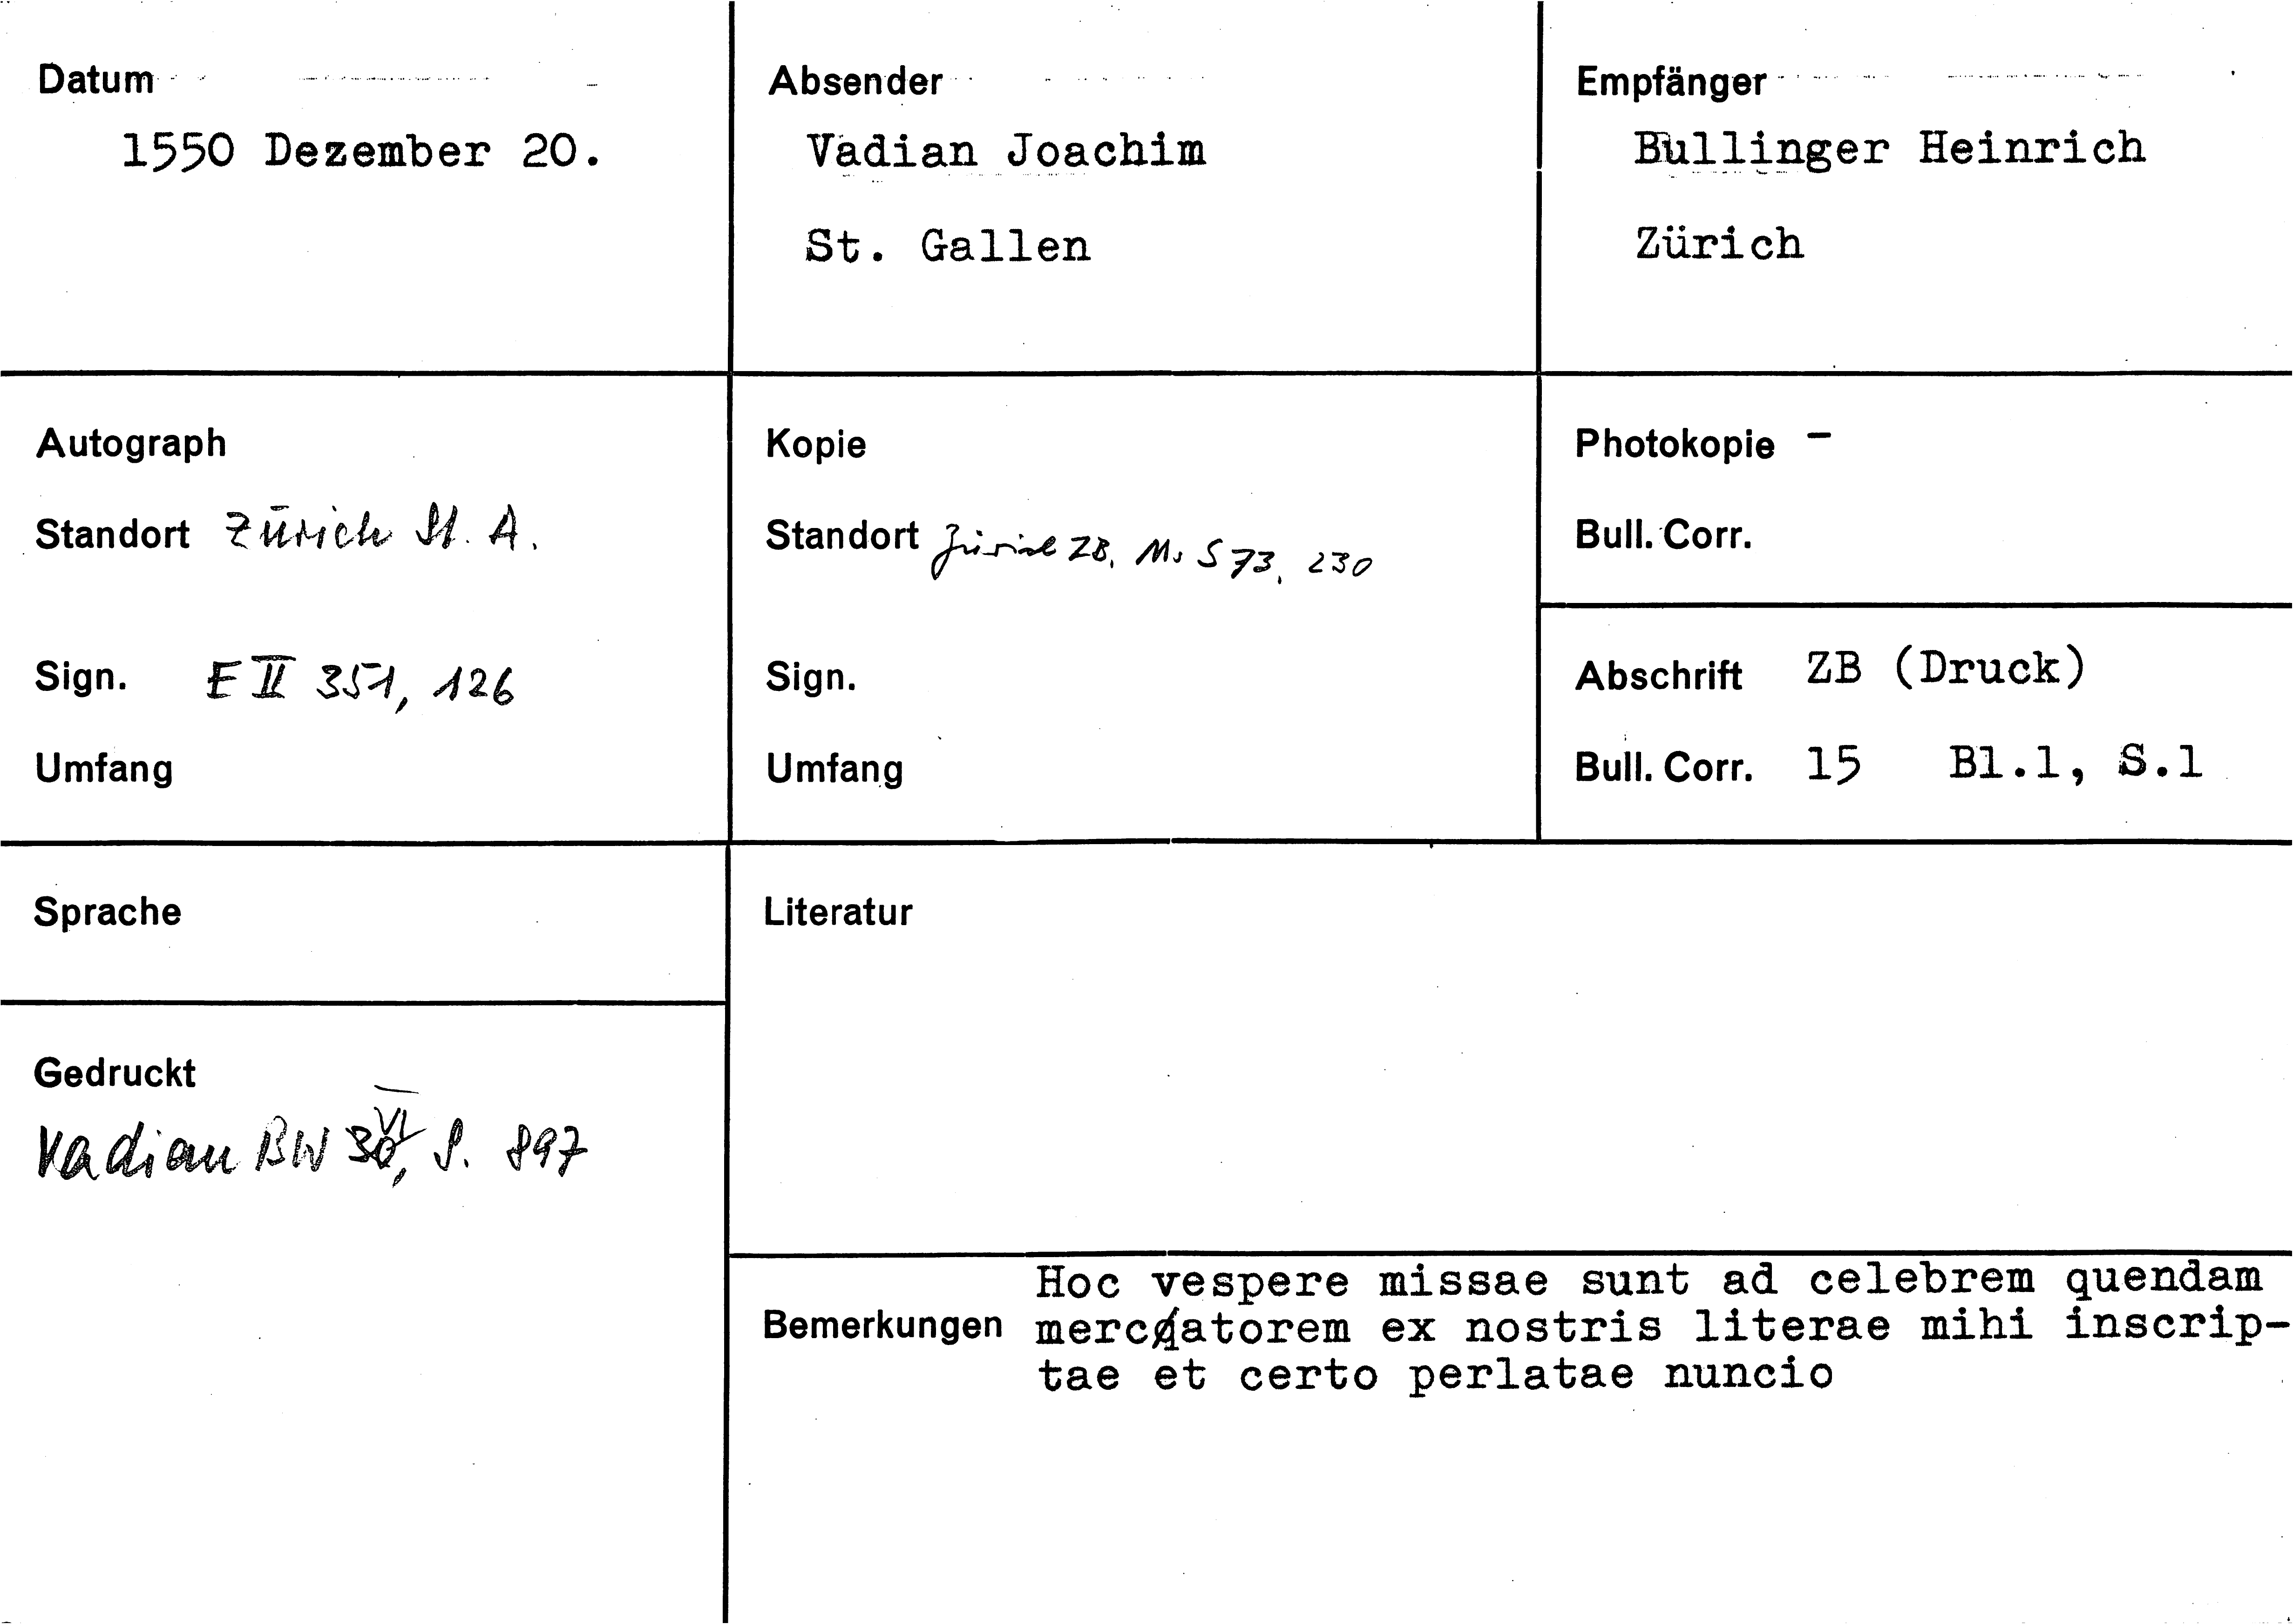 Datum
1550 Dezember 20.
Absender
Vadian Joachim
St. Gallen
Empfänger
Bullinger Heinrich
Zürich
Autograph
Standort Zürich St. A.
Sign. E II 351, 126
Umfang
Kopie
Standort Zürich ZB, Ms S 73, 230
Sign.
Umfang
Photokopie -
Bull. Corr.
Abschrift ZB (Druck)
Bull. Corr. 15 Bl.1, S.1
Sprache
Literatur
Gedruckt
Vadian BW VI, S. 897
Bemerkungen
Hoc vespere missae sunt ad celebrem quendam
mercatorem ex nostris literae mihi inscrip-
tae et certo perlatae nuncio